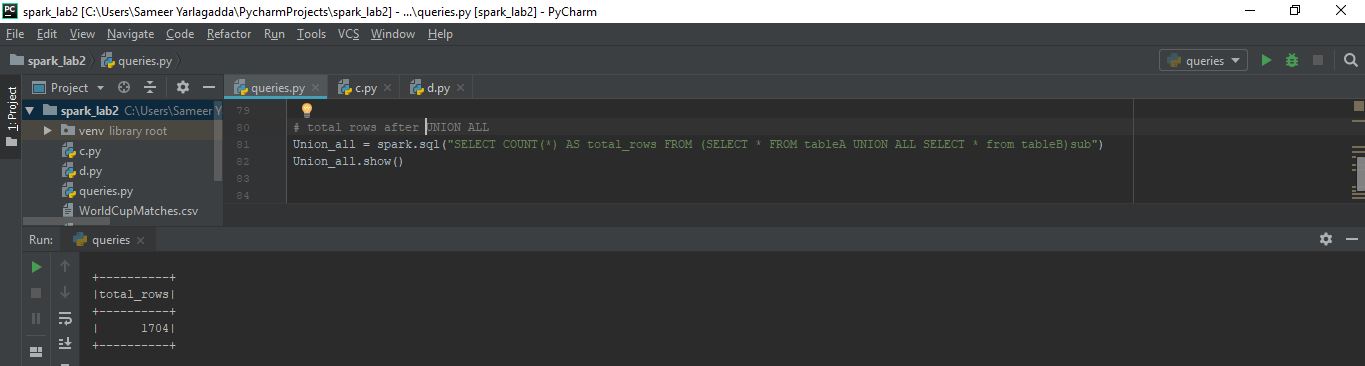 spark_lab2 [C:\Users\Sameer Yarlagadda\PycharmProjects\spark_lab2] - ...\queries.py [spark_lab2] - PyCharm
File Edit View Navigate Code Refactor Run Tools VCS Window Help
spark_lab2 queries.py queries
1: Project
Project queries.py c.py d.py
spark_lab2 C:\Users\Sameer Y
venv library root
c.py
d.py
queries.py
WorldCupMatches.csv
79
80 # total rows after UNION ALL
81 Union_all = spark.sql("SELECT COUNT(*) AS total_rows FROM (SELECT * FROM tableA UNION ALL SELECT * from tableB)sub")
82 Union_all.show()
83
84
Run: queries
+----------+
|total_rows|
+----------+
|      1704|
+----------+